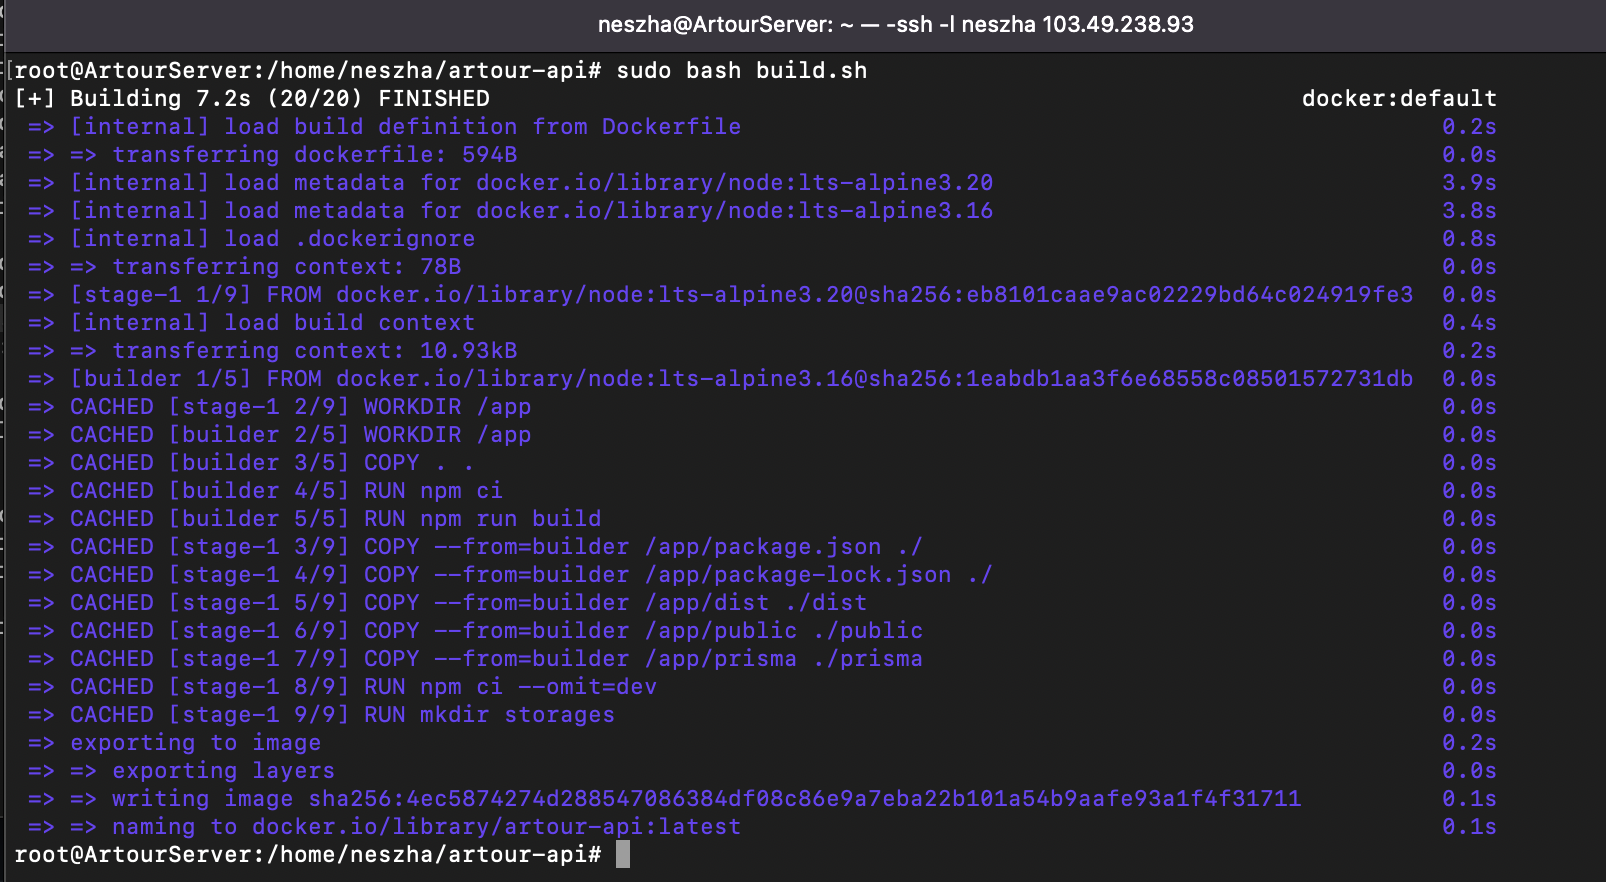 neszha@ArtourServer: ~ — -ssh -l neszha 103.49.238.93
[root@ArtourServer:/home/neszha/artour-api# sudo bash build.sh
[+] Building 7.2s (20/20) FINISHED docker:default
=> [internal] load build definition from Dockerfile 0.2s
=> => transferring dockerfile: 594B 0.0s
=> [internal] load metadata for docker.io/library/node:lts-alpine3.20 3.9s
=> [internal] load metadata for docker.io/library/node:lts-alpine3.16 3.8s
=> [internal] load .dockerignore 0.8s
=> => transferring context: 78B 0.0s
=> [stage-1 1/9] FROM docker.io/library/node:lts-alpine3.20@sha256:eb8101caae9ac02229bd64c024919fe3 0.0s
=> [internal] load build context 0.4s
=> => transferring context: 10.93kB 0.2s
=> [builder 1/5] FROM docker.io/library/node:lts-alpine3.16@sha256:1eabdb1aa3f6e68558c08501572731db 0.0s
=> CACHED [stage-1 2/9] WORKDIR /app 0.0s
=> CACHED [builder 2/5] WORKDIR /app 0.0s
=> CACHED [builder 3/5] COPY . . 0.0s
=> CACHED [builder 4/5] RUN npm ci 0.0s
=> CACHED [builder 5/5] RUN npm run build 0.0s
=> CACHED [stage-1 3/9] COPY --from=builder /app/package.json ./ 0.0s
=> CACHED [stage-1 4/9] COPY --from=builder /app/package-lock.json ./ 0.0s
=> CACHED [stage-1 5/9] COPY --from=builder /app/dist ./dist 0.0s
=> CACHED [stage-1 6/9] COPY --from=builder /app/public ./public 0.0s
=> CACHED [stage-1 7/9] COPY --from=builder /app/prisma ./prisma 0.0s
=> CACHED [stage-1 8/9] RUN npm ci --omit=dev 0.0s
=> CACHED [stage-1 9/9] RUN mkdir storages 0.0s
=> exporting to image 0.2s
=> => exporting layers 0.0s
=> => writing image sha256:4ec5874274d288547086384df08c86e9a7eba22b101a54b9aafe93a1f4f31711 0.1s
=> => naming to docker.io/library/artour-api:latest 0.1s
root@ArtourServer:/home/neszha/artour-api#